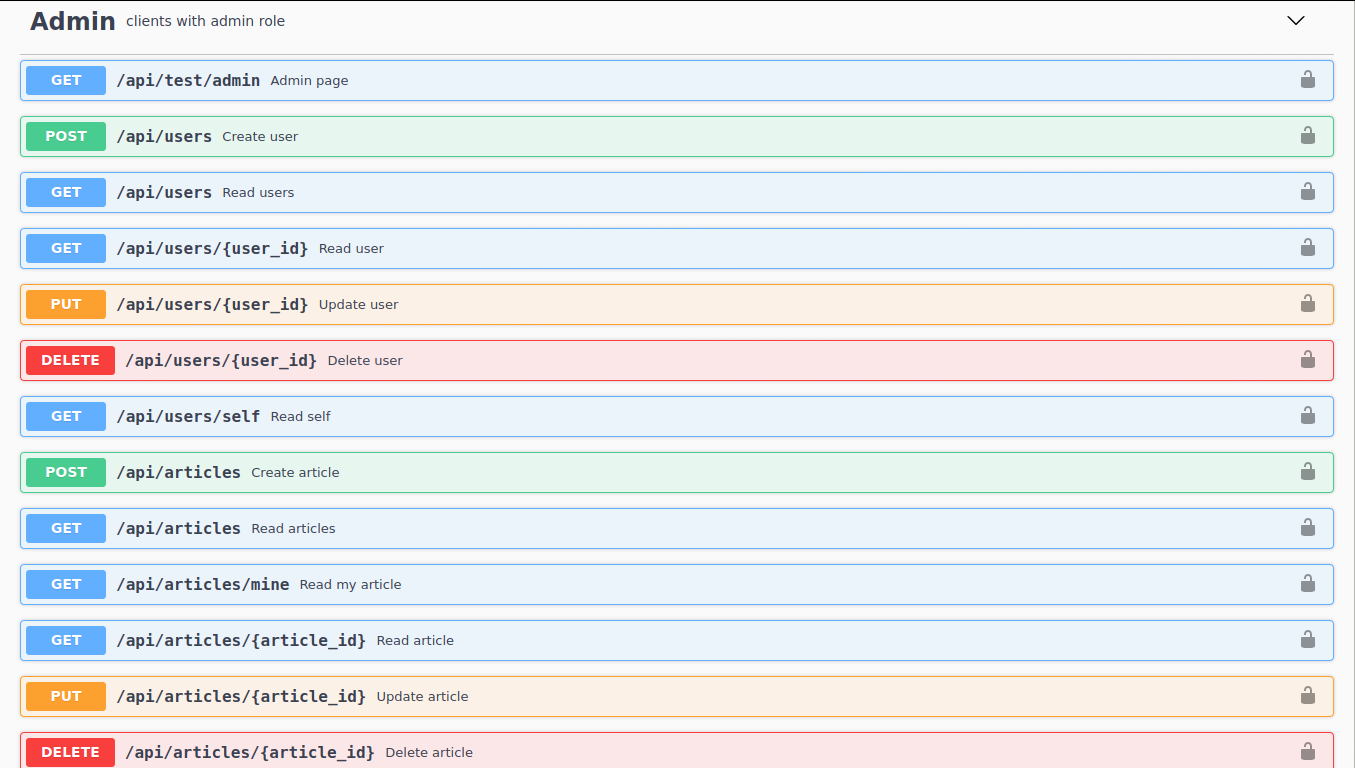 Admin clients with admin role
GET /api/test/admin Admin page
POST /api/users Create user
GET /api/users Read users
GET /api/users/{user_id} Read user
PUT /api/users/{user_id} Update user
DELETE /api/users/{user_id} Delete user
GET /api/users/self Read self
POST /api/articles Create article
GET /api/articles Read articles
GET /api/articles/mine Read my article
GET /api/articles/{article_id} Read article
PUT /api/articles/{article_id} Update article
DELETE /api/articles/{article_id} Delete article